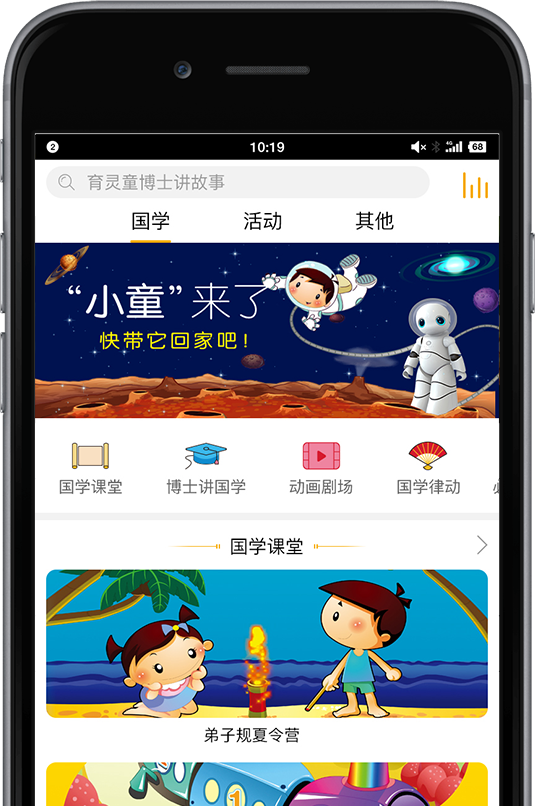 2
10:19
4G
68
育灵童博士讲故事
国学
活动
其他
“小童”来了
快带它回家吧！
国学课堂
博士讲国学
动画剧场
国学律动
国学课堂
弟子规夏令营
1